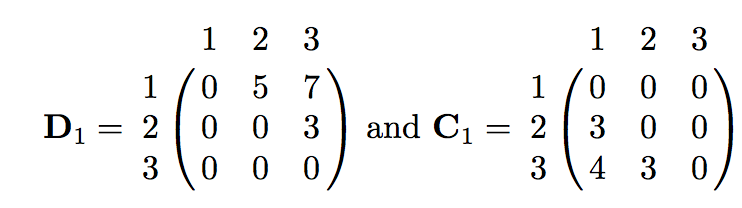 1 2 3 1 2 3
1 0 5 7 1 0 0 0
D₁ = 2 0 0 3 and C₁ = 2 3 0 0
3 0 0 0 3 4 3 0